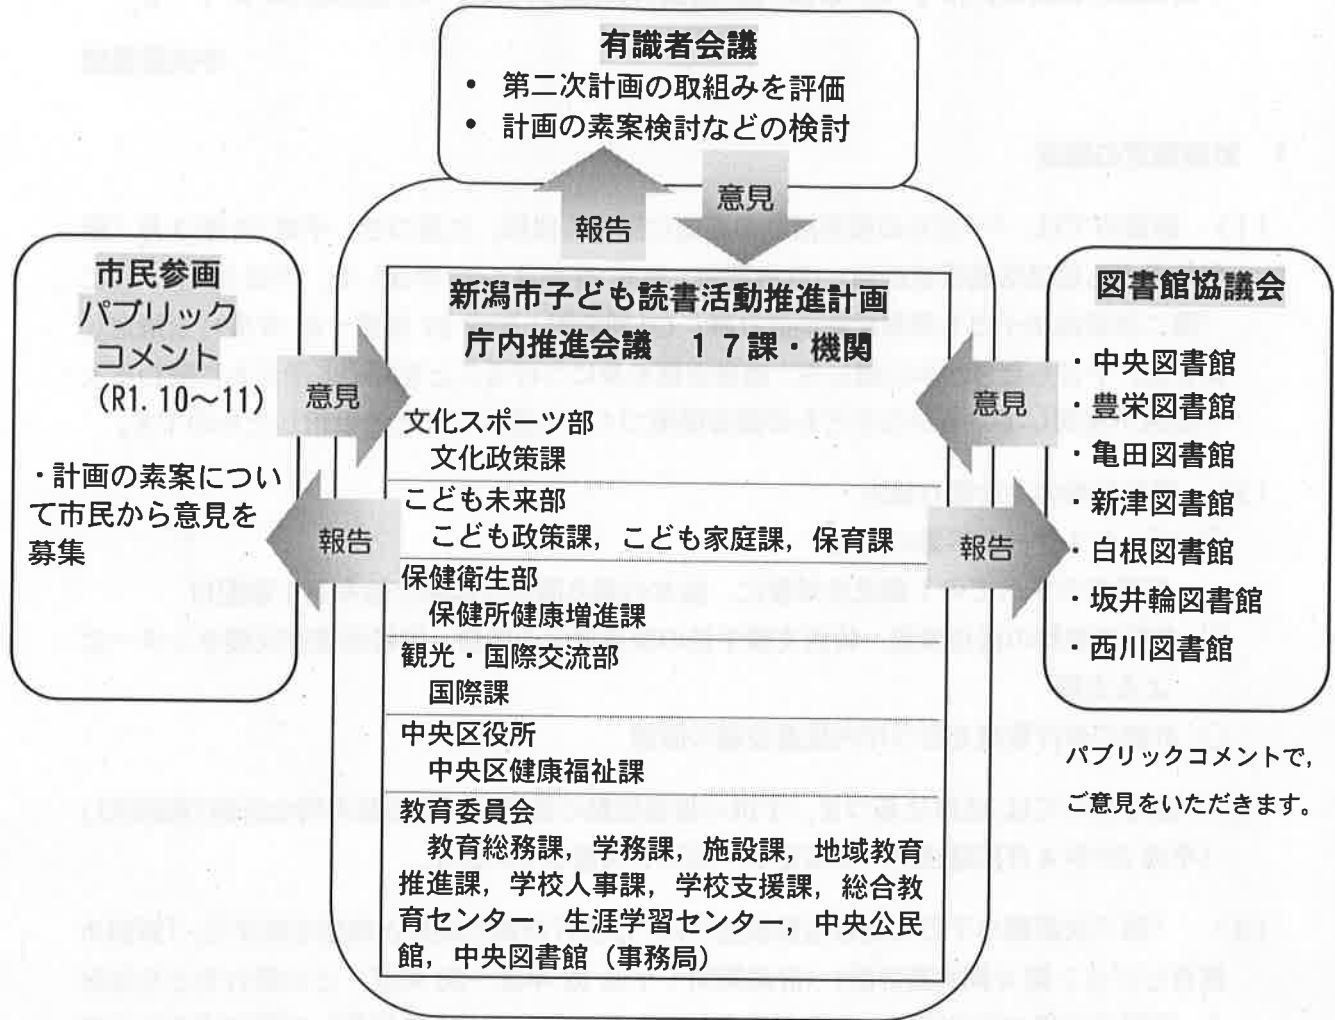 有識者会議
• 第二次計画の取組みを評価
• 計画の素案検討などの検討
報告
意見
市民参画
パブリック
コメント
(R1.10～11)
・計画の素案につい
て市民から意見を
募集
意見
報告
新潟市子ども読書活動推進計画
庁内推進会議 17課・機関
文化スポーツ部
文化政策課
こども未来部
こども政策課，こども家庭課，保育課
保健衛生部
保健所健康増進課
観光・国際交流部
国際課
中央区役所
中央区健康福祉課
教育委員会
教育総務課，学務課，施設課，地域教育
推進課，学校人事課，学校支援課，総合教
育センター，生涯学習センター，中央公民
館，中央図書館（事務局）
意見
報告
図書館協議会
・中央図書館
・豊栄図書館
・亀田図書館
・新津図書館
・白根図書館
・坂井輪図書館
・西川図書館
パブリックコメントで，
ご意見をいただきます。